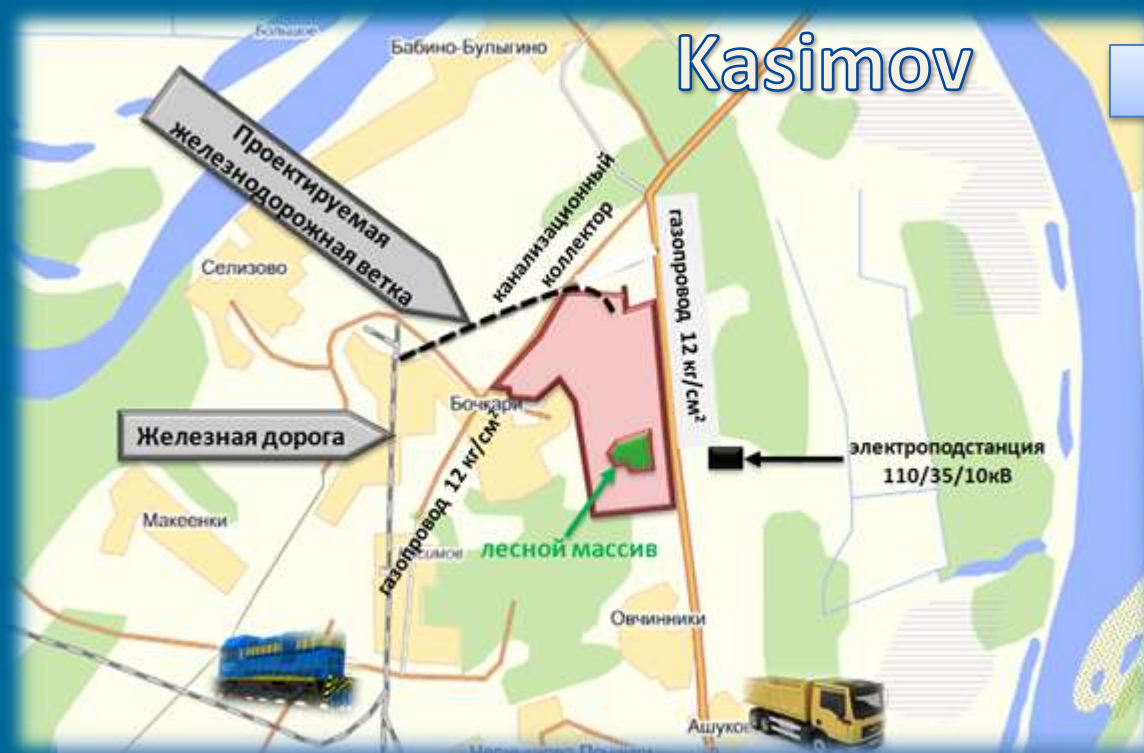 Большое
Бабино-Булыгино
Kasimov
Проектируемая
железнодорожная ветка
канализационный
коллектор
газопровод 12 кг/см²
Селизово
Бочкари
Железная дорога
газопровод 12 кг/см²
электроподстанция
110/35/10кВ
Макеенки
лесной массив
Овчинники